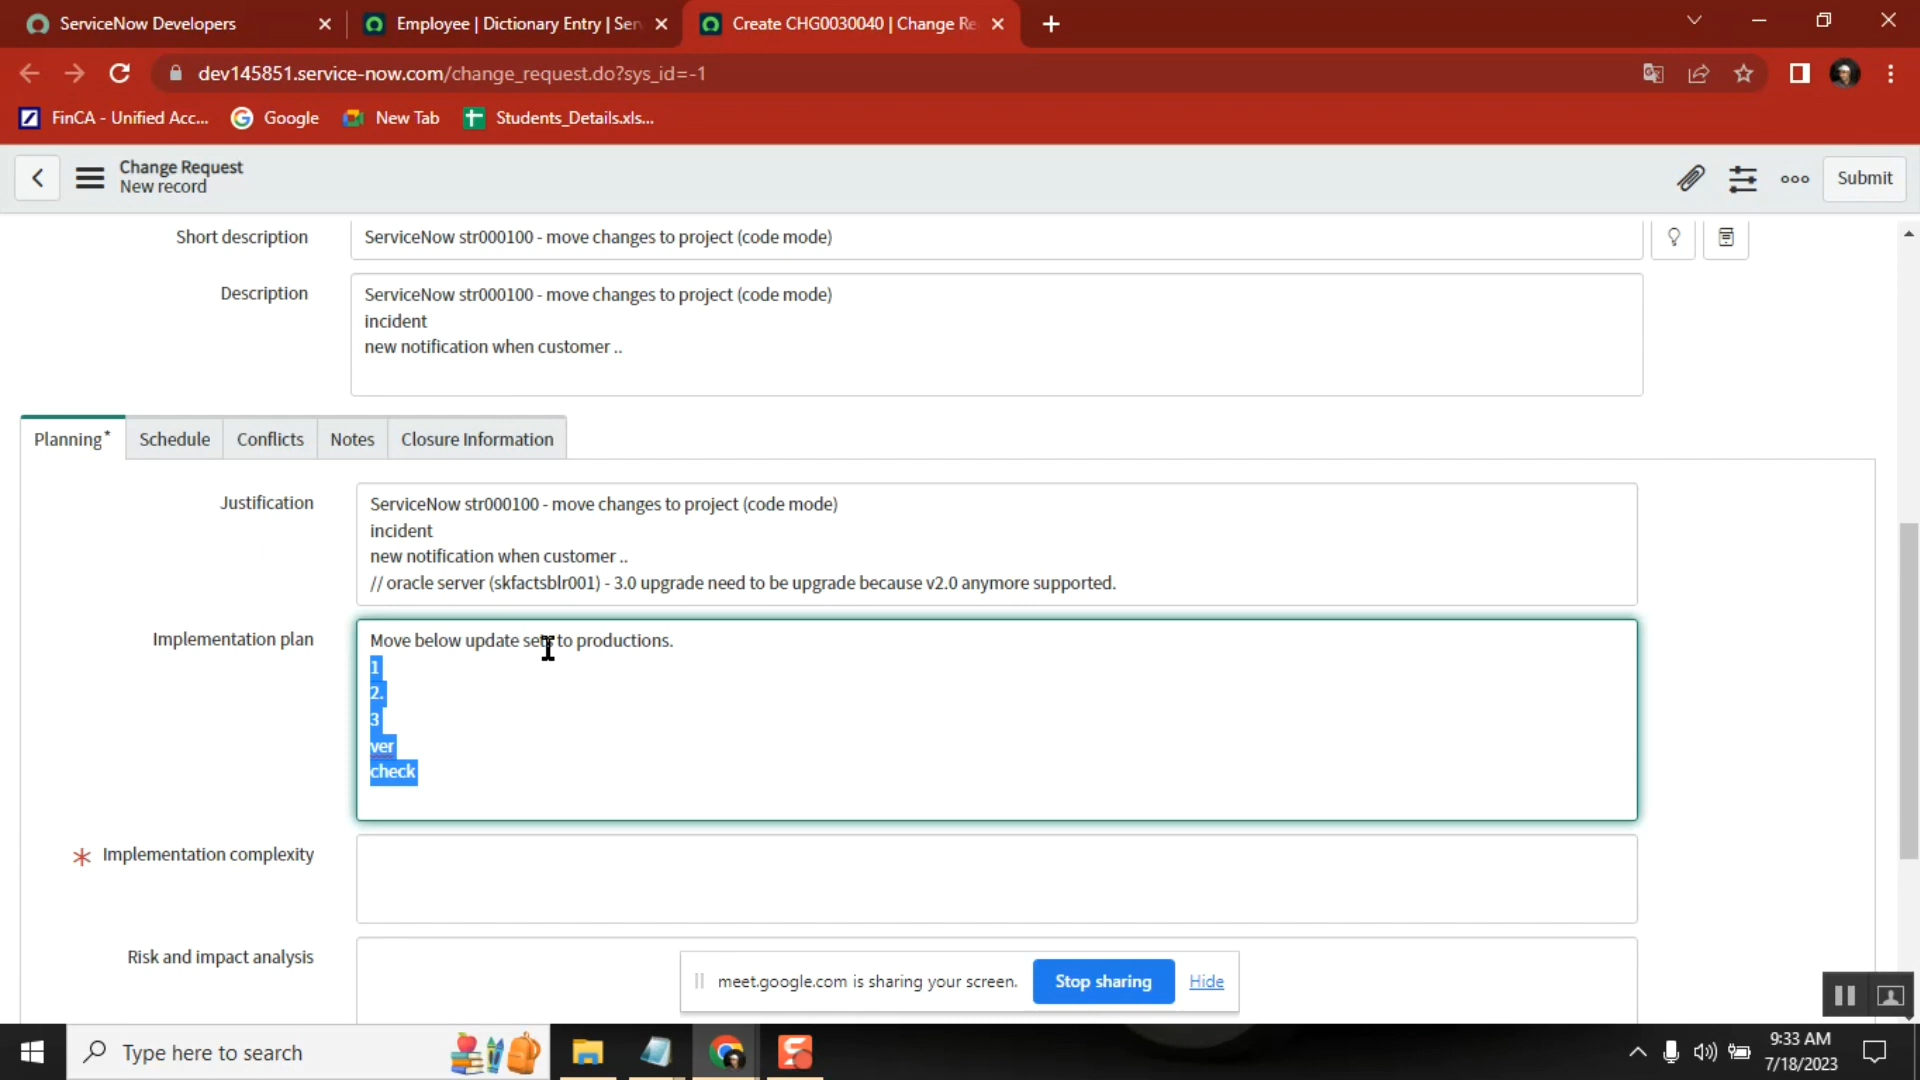 ServiceNow Developers
Employee | Dictionary Entry | Ser
Create CHG0030040 | Change Re
dev145851.service-now.com/change_request.do?sys_id=-1
FinCA - Unified Acc...
Google
New Tab
Students_Details.xls...
Change Request
New record
Submit
Short description
ServiceNow str000100 - move changes to project (code mode)
Description
ServiceNow str000100 - move changes to project (code mode)
incident
new notification when customer ..
Planning*
Schedule
Conflicts
Notes
Closure Information
Justification
ServiceNow str000100 - move changes to project (code mode)
incident
new notification when customer ..
// oracle server (skfactsblr001) - 3.0 upgrade need to be upgrade because v2.0 anymore supported.
Implementation plan
Move below update sets to productions.
1
2.
3
ver
check
* Implementation complexity
Risk and impact analysis
meet.google.com is sharing your screen.
Stop sharing
Hide
Type here to search
9:33 AM
7/18/2023